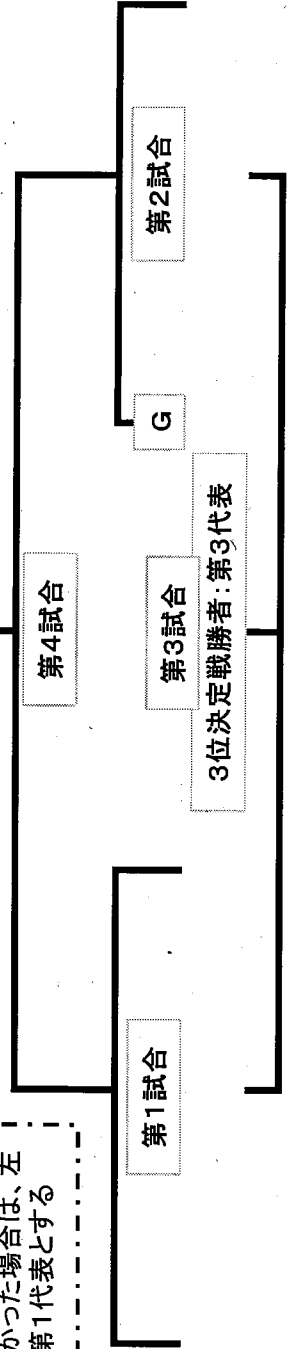 かった場合は、左
第1代表とする
第4試合
第1試合
第3試合
3位決定戦勝者:第3代表
G
第2試合